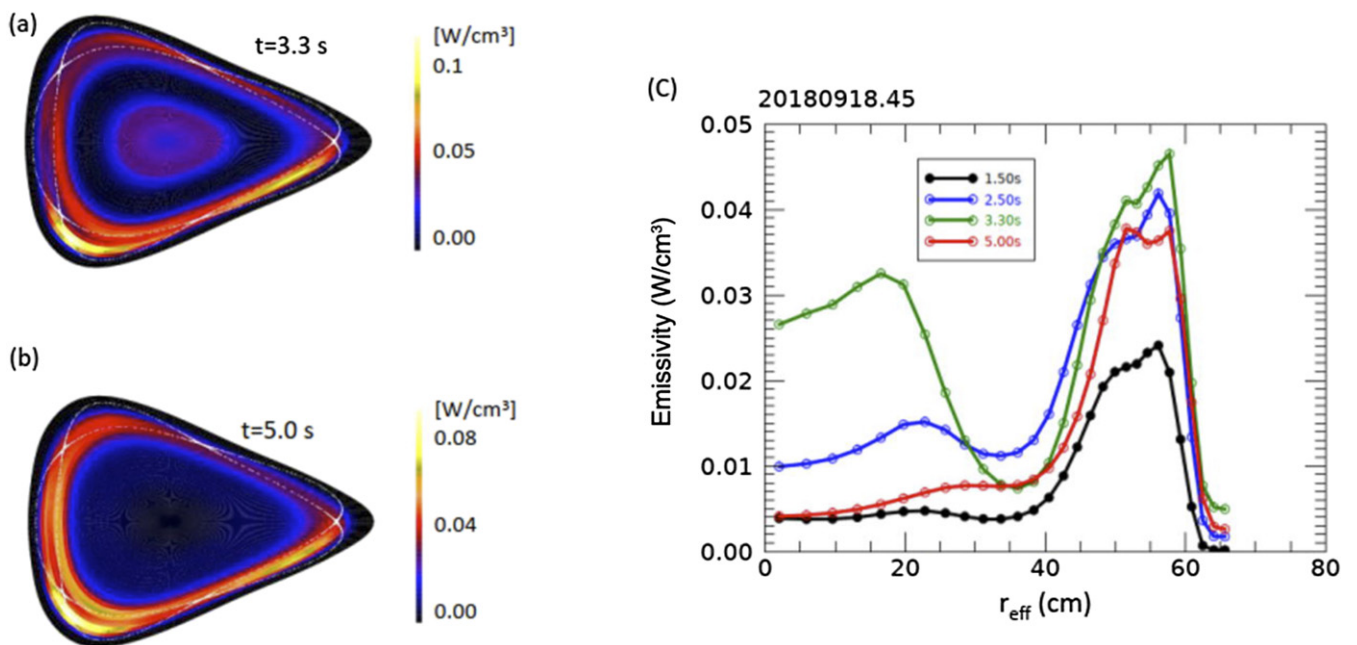 (a)
t=3.3 s
[W/cm³]
0.1
0.05
0.00
(b)
t=5.0 s
[W/cm³]
0.08
0.04
0.00
(C)
20180918.45
0.05
0.04
0.03
0.02
0.01
0.00
Emissivity (W/cm³)
1.50s
2.50s
3.30s
5.00s
0 20 40 60 80
r_eff (cm)